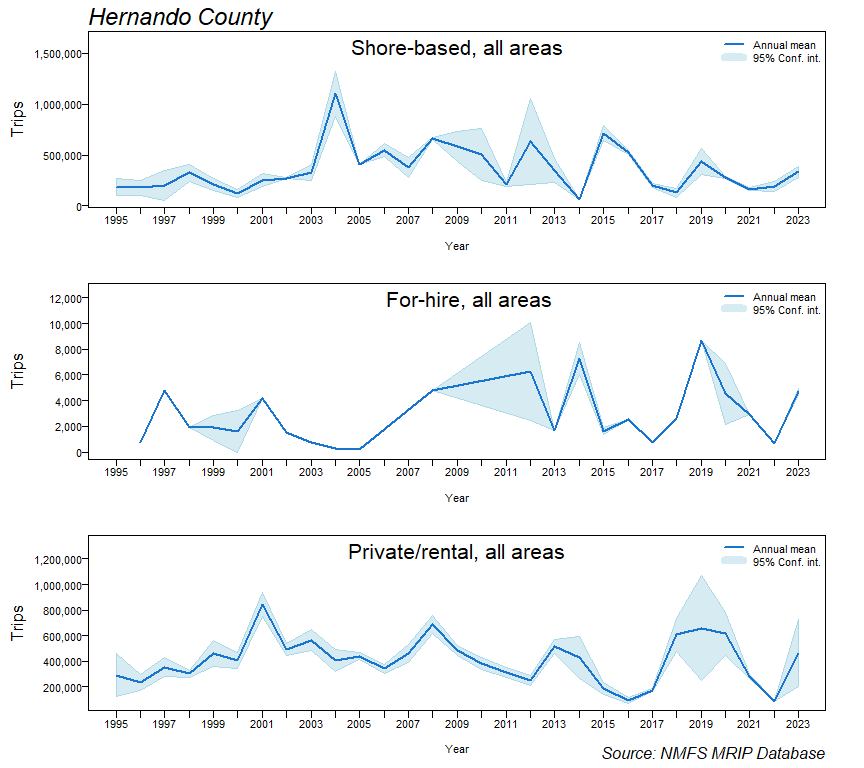 Hernando County
Shore-based, all areas
Annual mean
95% Conf. int.
Trips
1,500,000
1,000,000
500,000
0
1995 1997 1999 2001 2003 2005 2007 2009 2011 2013 2015 2017 2019 2021 2023
Year
For-hire, all areas
Annual mean
95% Conf. int.
Trips
12,000
10,000
8,000
6,000
4,000
2,000
0
1995 1997 1999 2001 2003 2005 2007 2009 2011 2013 2015 2017 2019 2021 2023
Year
Private/rental, all areas
Annual mean
95% Conf. int.
Trips
1,200,000
1,000,000
800,000
600,000
400,000
200,000
1995 1997 1999 2001 2003 2005 2007 2009 2011 2013 2015 2017 2019 2021 2023
Year
Source: NMFS MRIP Database